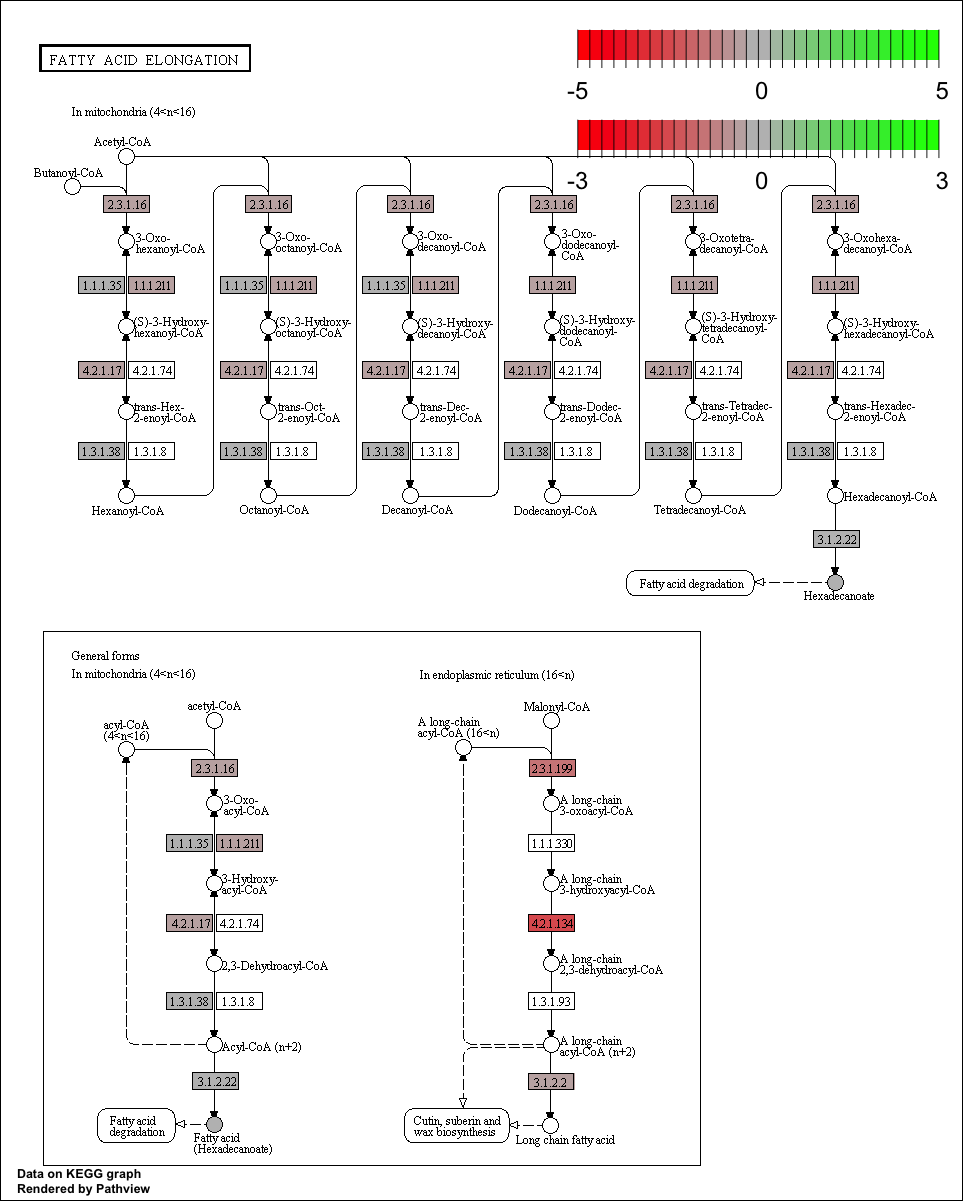 FATTY ACID ELONGATION
-5 0 5
-3 0 3
In mitochondria (4<n<16)
Acetyl-CoA
Butanoyl-CoA
2.3.1.16 2.3.1.16 2.3.1.16 2.3.1.16 2.3.1.16 2.3.1.16
3-Oxo-
hexanoyl-CoA
3-Oxo-
octanoyl-CoA
3-Oxo-
decanoyl-CoA
3-Oxo-
dodecanoyl-
CoA
3-Oxotetra-
decanoyl-CoA
3-Oxohexa-
decanoyl-CoA
1.1.1.35 1.1.1.211 1.1.1.35 1.1.1.211 1.1.1.35 1.1.1.211 1.1.1.211 1.1.1.211 1.1.1.211
(S)-3-Hydroxy-
hexanoyl-CoA
(S)-3-Hydroxy-
octanoyl-CoA
(S)-3-Hydroxy-
decanoyl-CoA
(S)-3-Hydroxy-
dodecanoyl-
CoA
(S)-3-Hydroxy-
tetradecanoyl-
CoA
(S)-3-Hydroxy-
hexadecanoyl-CoA
4.2.1.17 4.2.1.74 4.2.1.17 4.2.1.74 4.2.1.17 4.2.1.74 4.2.1.17 4.2.1.74 4.2.1.17 4.2.1.74 4.2.1.17 4.2.1.74
trans-Hex-
2-enoyl-CoA
trans-Oct-
2-enoyl-CoA
trans-Dec-
2-enoyl-CoA
trans-Dodec-
2-enoyl-CoA
trans-Tetradec-
2-enoyl-CoA
trans-Hexadec-
2-enoyl-CoA
1.3.1.38 1.3.1.8 1.3.1.38 1.3.1.8 1.3.1.38 1.3.1.8 1.3.1.38 1.3.1.8 1.3.1.38 1.3.1.8 1.3.1.38 1.3.1.8
Hexanoyl-CoA Octanoyl-CoA Decanoyl-CoA Dodecanoyl-CoA Tetradecanoyl-CoA Hexadecanoyl-CoA
3.1.2.22
Fatty acid degradation
Hexadecanoate
General forms
In mitochondria (4<n<16)
acetyl-CoA
acyl-CoA
(4<n<16)
2.3.1.16
3-Oxo-
acyl-CoA
1.1.1.35 1.1.1.211
3-Hydroxy-
acyl-CoA
4.2.1.17 4.2.1.74
2,3-Dehydroacyl-CoA
1.3.1.38 1.3.1.8
Acyl-CoA (n+2)
3.1.2.22
Fatty acid
degradation
Fatty acid
(Hexadecanoate)
In endoplasmic reticulum (16<n)
Malonyl-CoA
A long-chain
acyl-CoA (16<n)
2.3.1.199
A long-chain
3-oxoacyl-CoA
1.1.1.330
A long-chain
3-hydroxyacyl-CoA
4.2.1.134
A long-chain
2,3-dehydroacyl-CoA
1.3.1.93
A long-chain
acyl-CoA (n+2)
3.1.2.2
Cutin, suberin and
wax biosynthesis
Long chain fatty acid
Data on KEGG graph
Rendered by Pathview